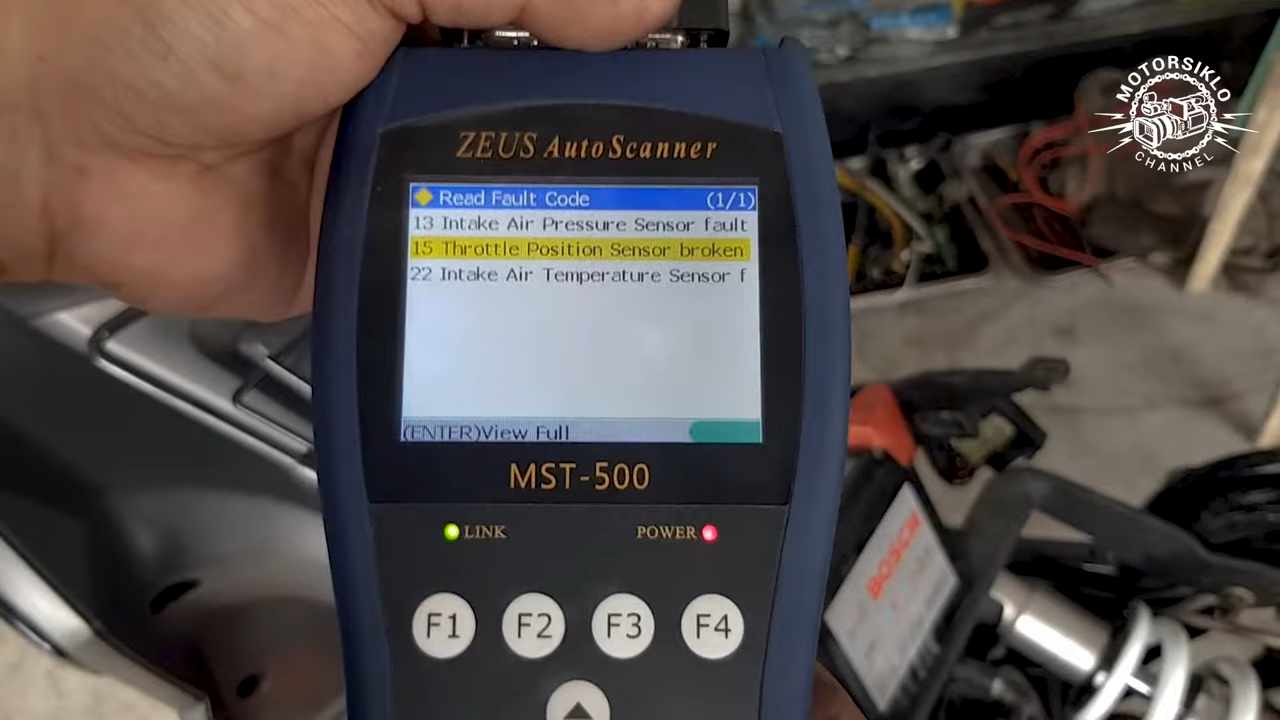 MOTORSIKLO
CHANNEL
ZEUS AutoScanner
Read Fault Code (1/1)
13 Intake Air Pressure Sensor fault
15 Throttle Position Sensor broken
22 Intake Air Temperature Sensor f
(ENTER)View Full
MST-500
LINK POWER
F1 F2 F3 F4
BOSCH